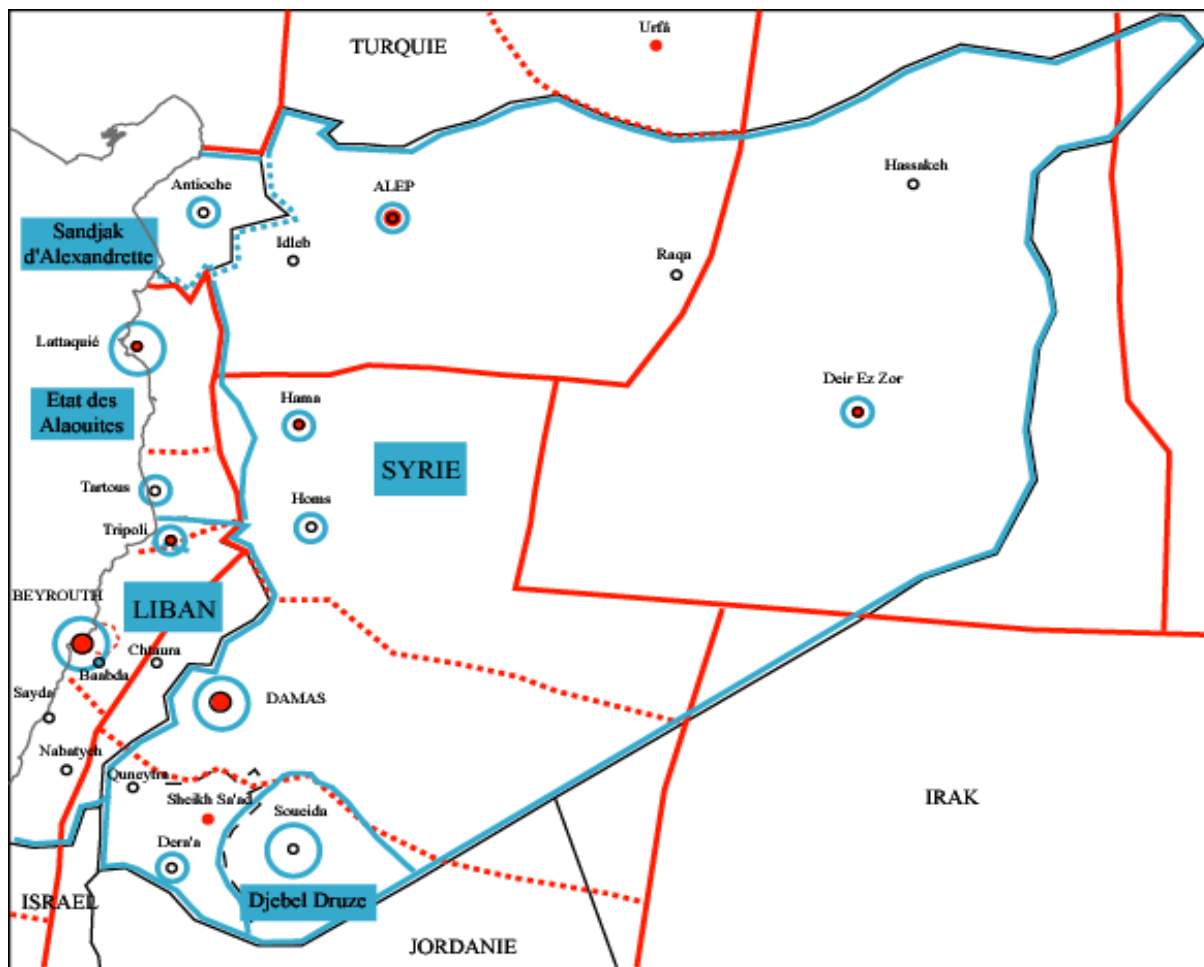 Urfâ
TURQUIE
Hassakeh
Antioche
ALEP
Sandjak
d'Alexandrette
Idleb
Raqa
Lattaquié
Deir Ez Zor
Etat des
Alaouites
Hama
SYRIE
Tartous
Homs
Tripoli
BEYROUTH
LIBAN
Chtaura
Baabda
Sayda
DAMAS
Nabatyeh
Quneytra
IRAK
Sheikh Sa'ad
Soueida
Dera'a
ISRAEL
Djebel Druze
JORDANIE